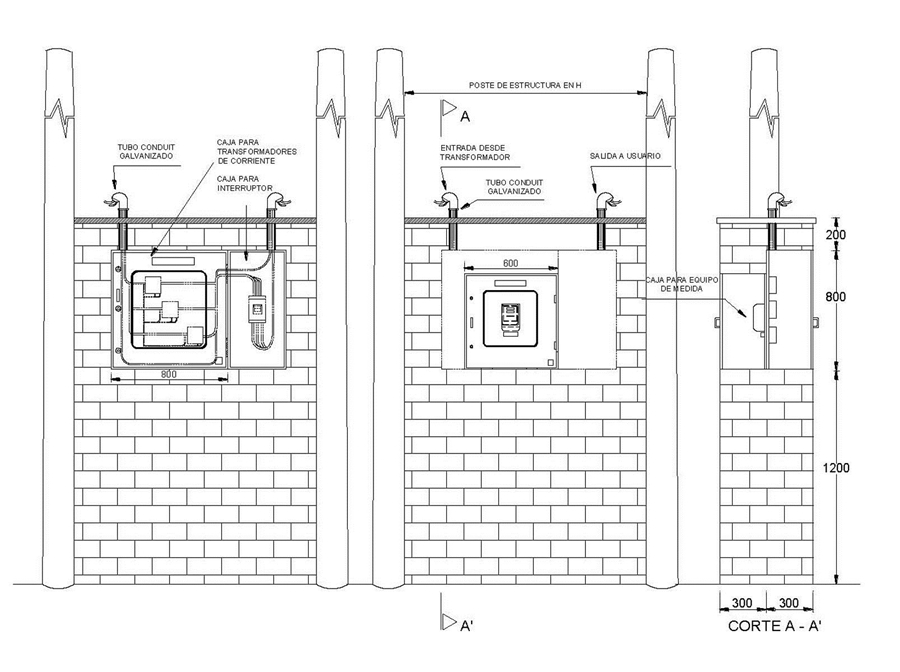 POSTE DE ESTRUCTURA EN H
A
TUBO CONDUIT
GALVANIZADO
CAJA PARA
TRANSFORMADORES
DE CORRIENTE
CAJA PARA
INTERRUPTOR
ENTRADA DESDE
TRANSFORMADOR
TUBO CONDUIT
GALVANIZADO
SALIDA A USUARIO
200
600
CAJA PARA EQUIPO
DE MEDIDA
800
800
1200
300
300
A'
CORTE A - A'